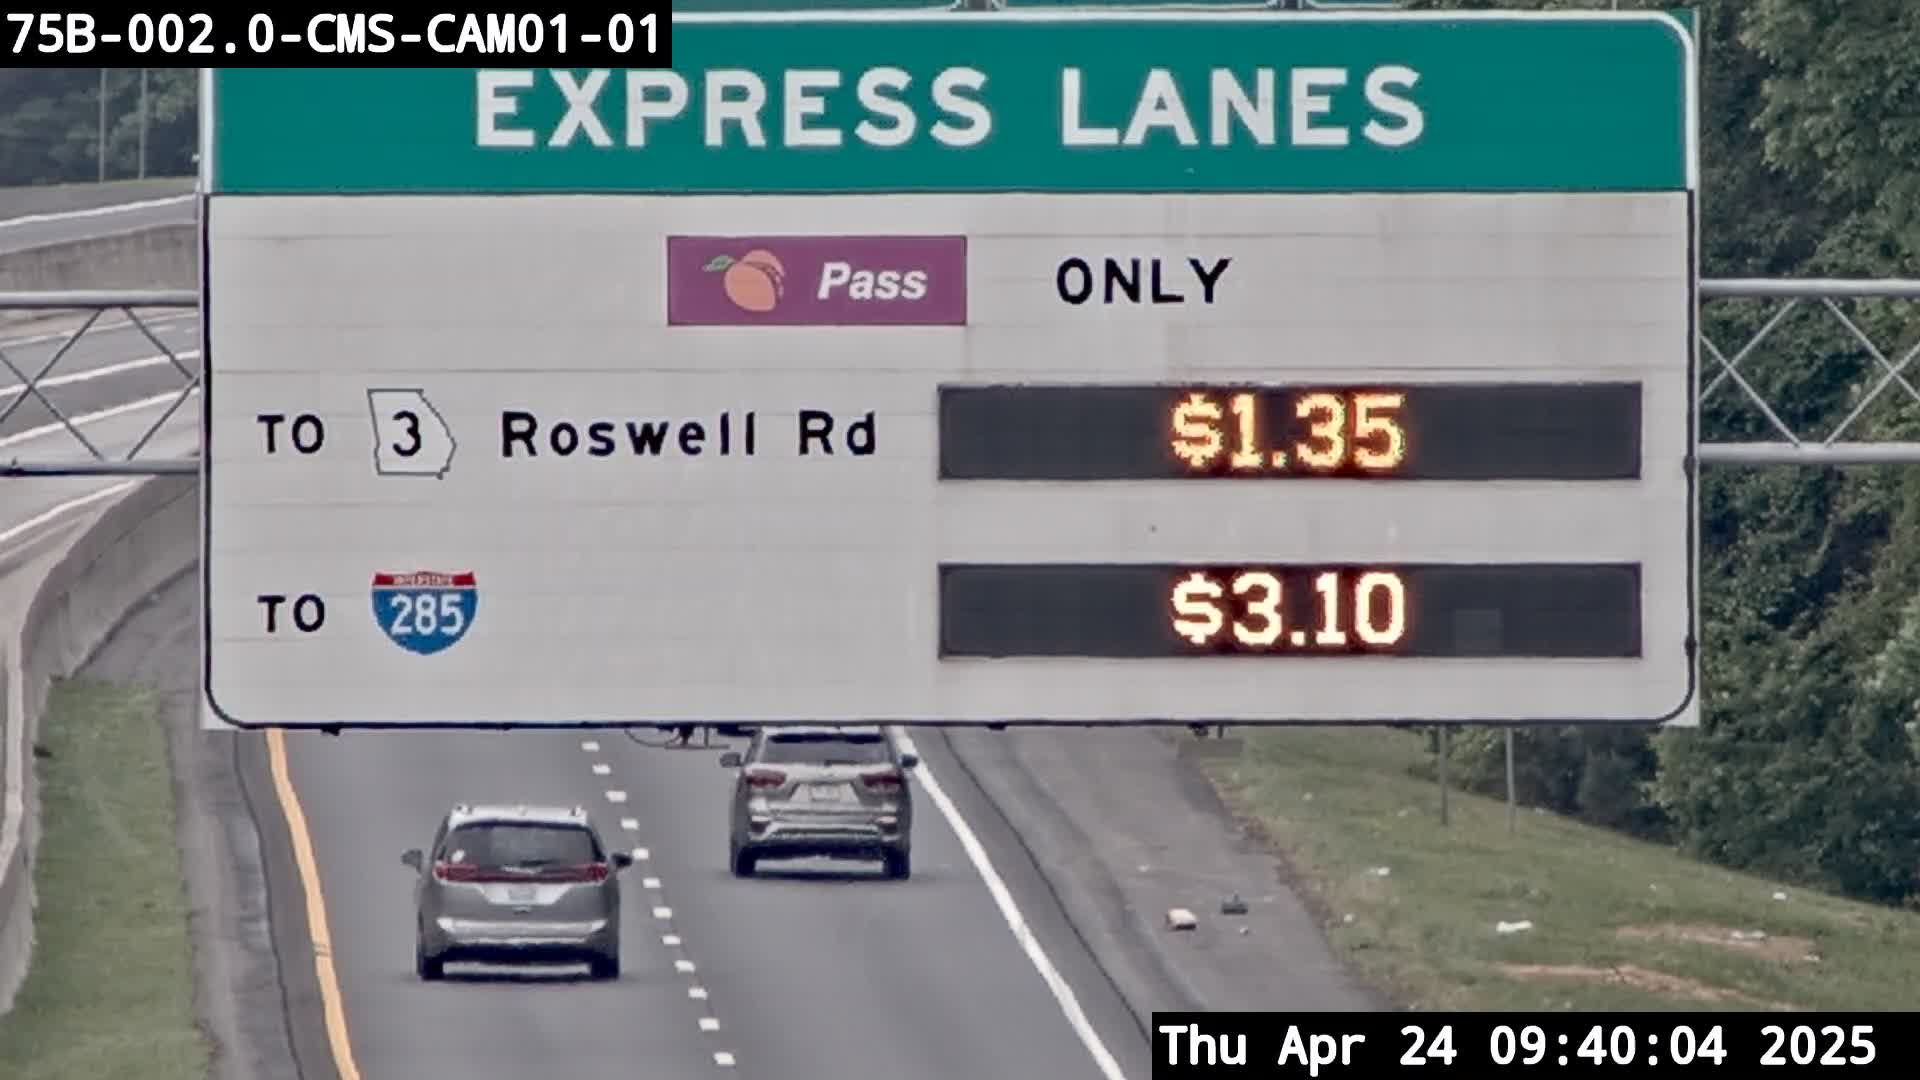 75B-002.0-CMS-CAM01-01
EXPRESS LANES
Pass ONLY
TO 3 Roswell Rd $1.35
INTERSTATE
TO 285 $3.10
Thu Apr 24 09:40:04 2025